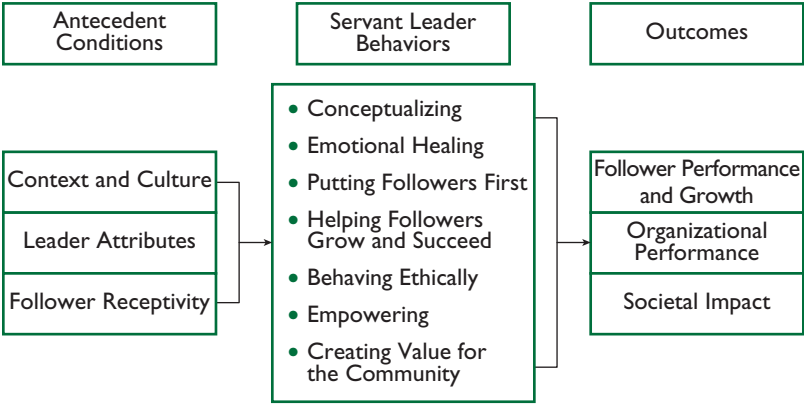 Antecedent
Conditions
Servant Leader
Behaviors
Outcomes
Context and Culture
Leader Attributes
Follower Receptivity
• Conceptualizing
• Emotional Healing
• Putting Followers First
• Helping Followers
Grow and Succeed
• Behaving Ethically
• Empowering
• Creating Value for
the Community
Follower Performance
and Growth
Organizational
Performance
Societal Impact